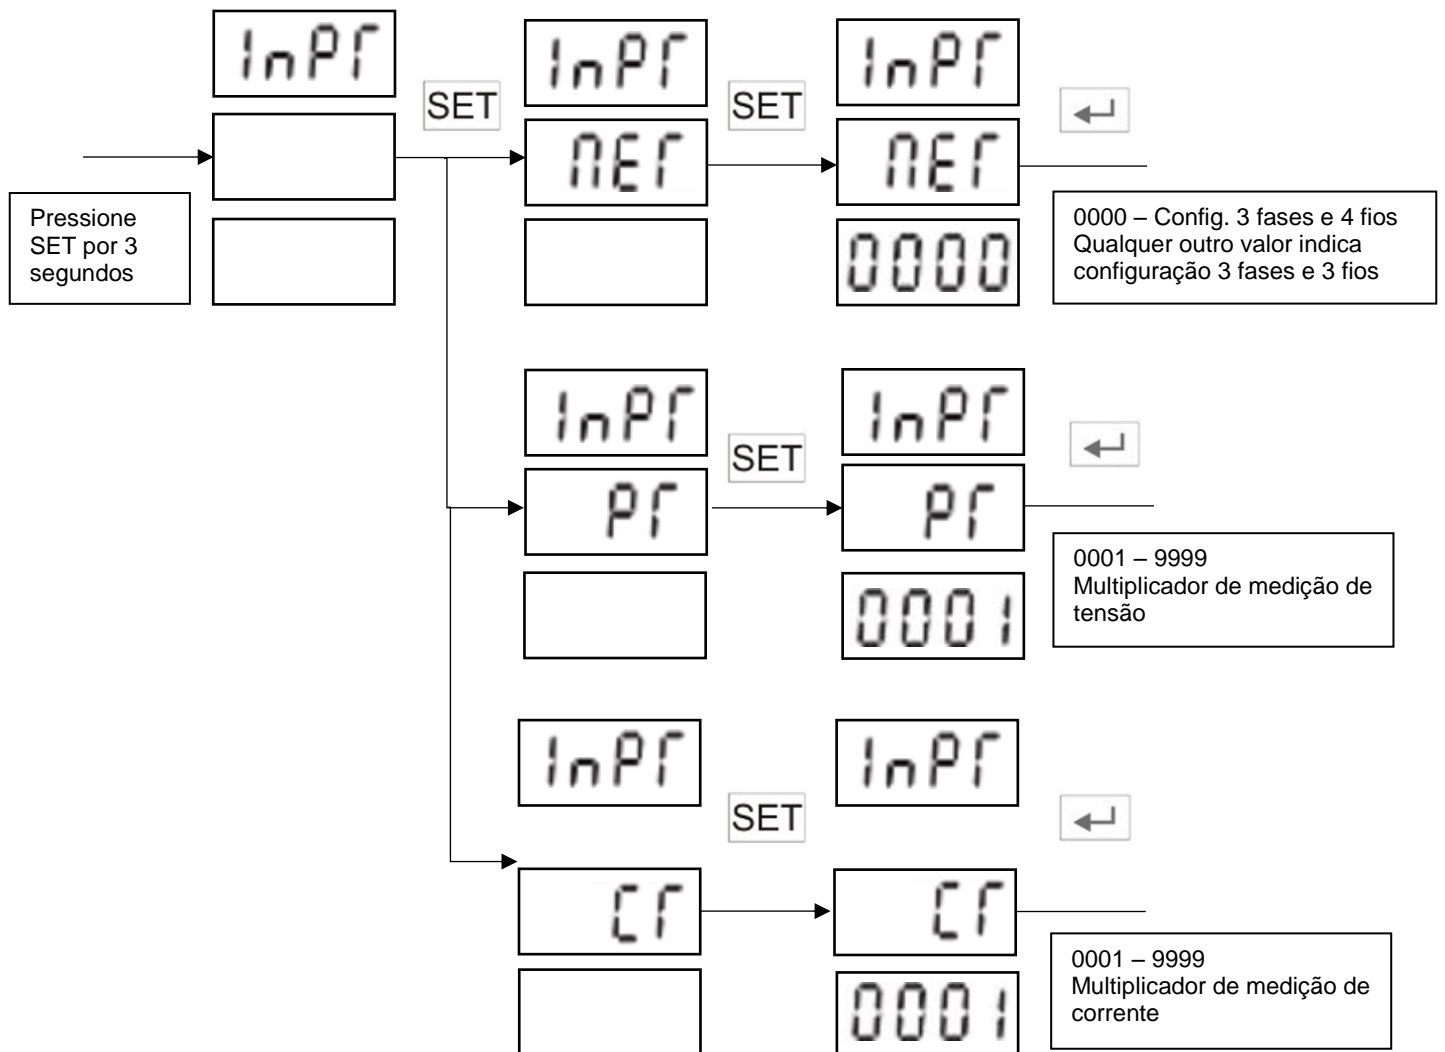 InPT
InPT
InPT
SET
SET
NET
NET
Pressione
SET por 3
segundos
0000 – Config. 3 fases e 4 fios
Qualquer outro valor indica
configuração 3 fases e 3 fios
0000
InPT
InPT
SET
PT
PT
0001 – 9999
Multiplicador de medição de
tensão
0001
InPT
InPT
SET
CT
CT
0001 – 9999
Multiplicador de medição de
corrente
0001